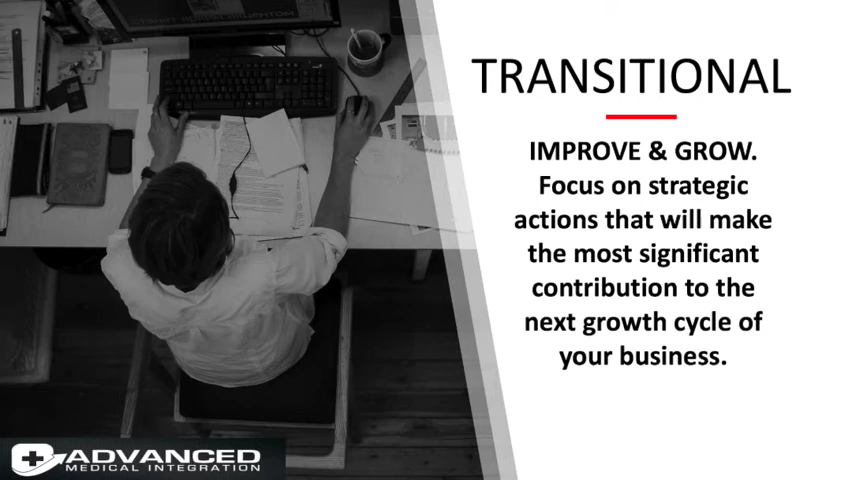 TRANSITIONAL
IMPROVE & GROW.
Focus on strategic
actions that will make
the most significant
contribution to the
next growth cycle of
your business.
ADVANCED
MEDICAL INTEGRATION